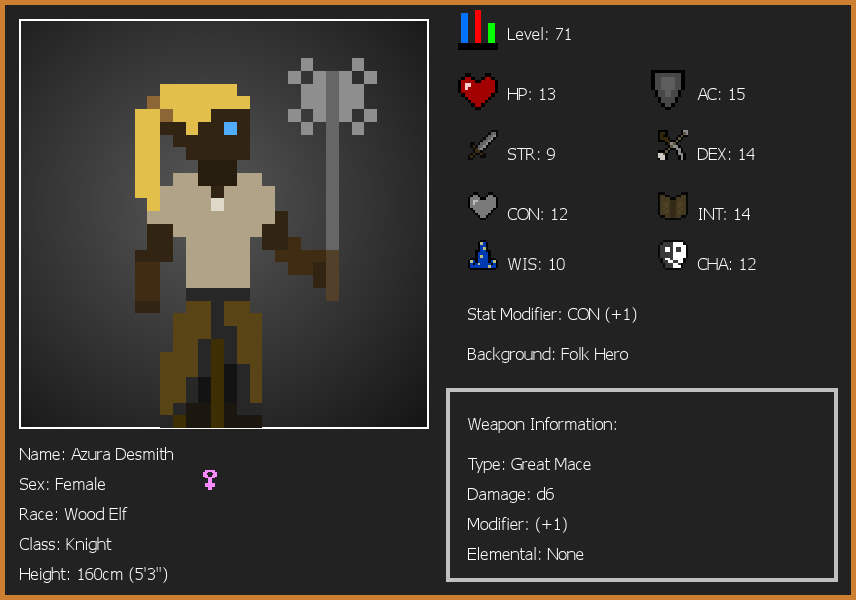 Level: 71
HP: 13
AC: 15
STR: 9
DEX: 14
CON: 12
INT: 14
WIS: 10
CHA: 12
Stat Modifier: CON (+1)
Background: Folk Hero
Weapon Information:
Type: Great Mace
Damage: d6
Modifier: (+1)
Elemental: None
Name: Azura Desmith
Sex: Female
Race: Wood Elf
Class: Knight
Height: 160cm (5'3")